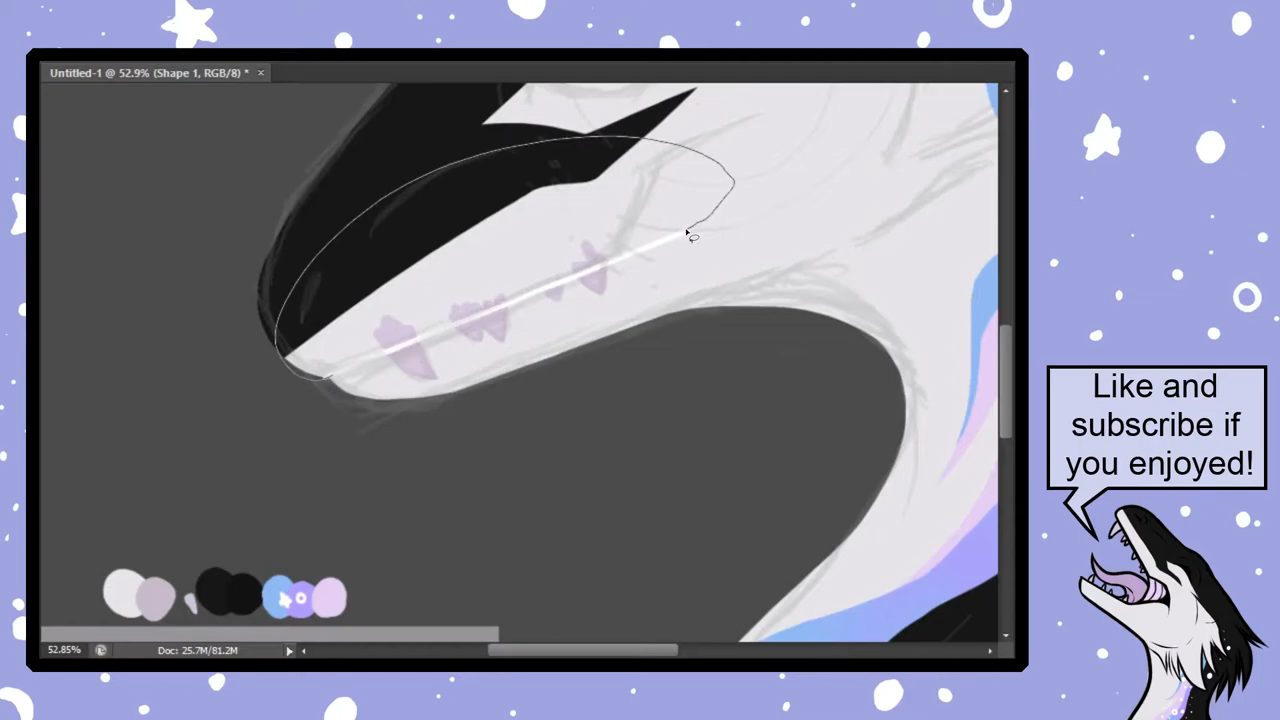 Untitled-1 @ 52.9% (Shape 1, RGB/8) *
Like and
subscribe if
you enjoyed!
52.85%
Doc: 25.7M/81.2M